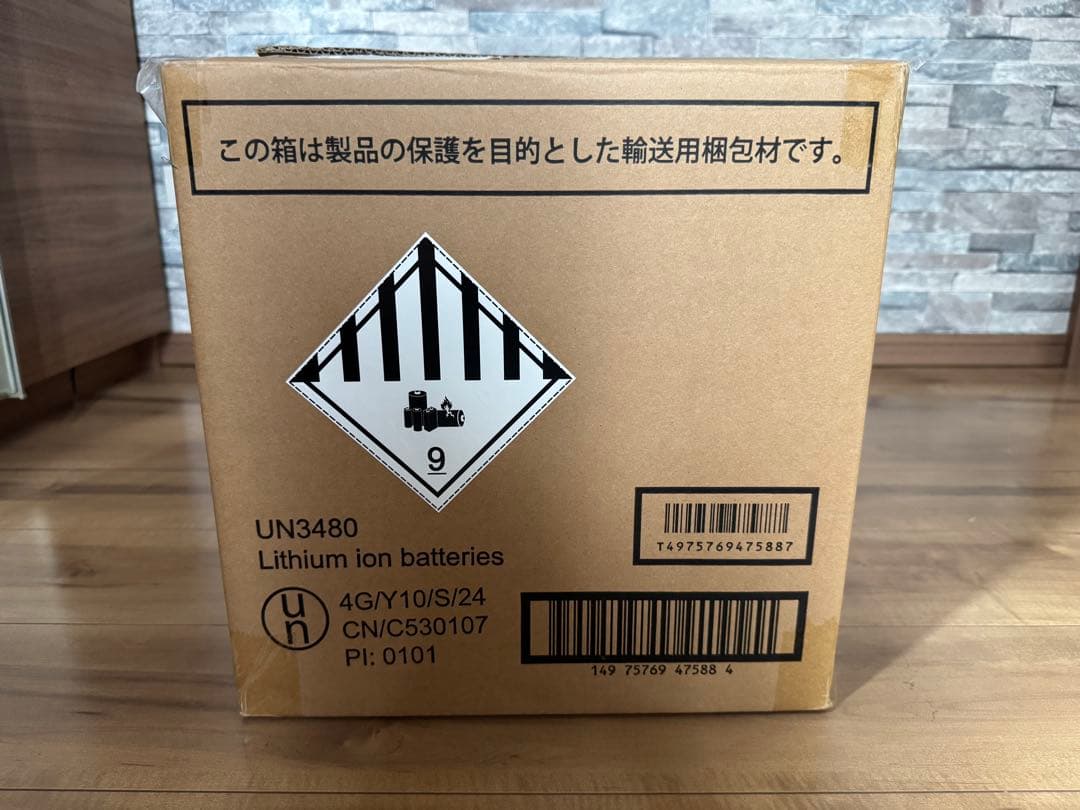 この箱は製品の保護を目的とした輸送用梱包材です。
9
UN3480
Lithium ion batteries
un
4G/Y10/S/24
CN/C530107
PI: 0101
T4975769475887
149 75769 47588 4